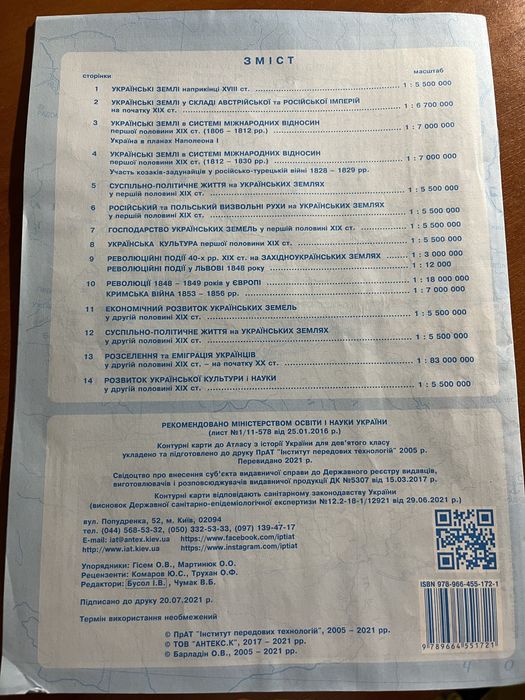 ЗМІСТ
сторінки масштаб
1 УКРАЇНСЬКІ ЗЕМЛІ наприкінці XVIII ст. 1 : 5 500 000
2 УКРАЇНСЬКІ ЗЕМЛІ у СКЛАДІ АВСТРІЙСЬКОЇ та РОСІЙСЬКОЇ ІМПЕРІЙ
на початку XIX ст. 1 : 6 700 000
3 УКРАЇНСЬКІ ЗЕМЛІ в СИСТЕМІ МІЖНАРОДНИХ ВІДНОСИН
першої половини XIX ст. (1806 – 1812 рр.) 1 : 7 000 000
Україна в планах Наполеона І
4 УКРАЇНСЬКІ ЗЕМЛІ в СИСТЕМІ МІЖНАРОДНИХ ВІДНОСИН
першої половини XIX ст. (1812 – 1830 рр.) 1 : 7 000 000
Участь козаків-задунайців у російсько-турецькій війні 1828 – 1829 рр.
5 СУСПІЛЬНО-ПОЛІТИЧНЕ ЖИТТЯ на УКРАЇНСЬКИХ ЗЕМЛЯХ
у першій половині XIX ст. 1 : 5 500 000
6 РОСІЙСЬКИЙ та ПОЛЬСЬКИЙ ВИЗВОЛЬНІ РУХИ на УКРАЇНСЬКИХ ЗЕМЛЯХ
у першій половині XIX ст. 1 : 5 500 000
7 ГОСПОДАРСТВО УКРАЇНСЬКИХ ЗЕМЕЛЬ у першій половині XIX ст. 1 : 5 500 000
8 УКРАЇНСЬКА КУЛЬТУРА першої половини XIX ст. 1 : 5 500 000
9 РЕВОЛЮЦІЙНІ ПОДІЇ 40-х рр. XIX ст. на ЗАХІДНОУКРАЇНСЬКИХ ЗЕМЛЯХ 1 : 3 000 000
РЕВОЛЮЦІЙНІ ПОДІЇ у ЛЬВОВІ 1848 року 1 : 12 000
10 РЕВОЛЮЦІЇ 1848 – 1849 років у ЄВРОПІ 1 : 18 000 000
КРИМСЬКА ВІЙНА 1853 – 1856 рр. 1 : 7 000 000
11 ЕКОНОМІЧНИЙ РОЗВИТОК УКРАЇНСЬКИХ ЗЕМЕЛЬ
у другій половині XIX ст. 1 : 5 500 000
12 СУСПІЛЬНО-ПОЛІТИЧНЕ ЖИТТЯ на УКРАЇНСЬКИХ ЗЕМЛЯХ
у другій половині XIX ст. 1 : 5 500 000
13 РОЗСЕЛЕННЯ та ЕМІГРАЦІЯ УКРАЇНЦІВ
у другій половині XIX ст. – на початку XX ст. 1 : 83 000 000
14 РОЗВИТОК УКРАЇНСЬКОЇ КУЛЬТУРИ і НАУКИ
у другій половині XIX ст. 1 : 5 500 000
РЕКОМЕНДОВАНО МІНІСТЕРСТВОМ ОСВІТИ І НАУКИ УКРАЇНИ
(лист №1/11-578 від 25.01.2016 р.)
Контурні карти до Атласу з історії України для дев'ятого класу
укладено та підготовлено до друку ПрАТ "Інститут передових технологій" 2005 р.
Перевидано 2021 р.
Свідоцтво про внесення суб'єкта видавничої справи до Державного реєстру видавців,
виготовлювачів і розповсюджувачів видавничої продукції ДК №5307 від 15.03.2017 р.
Контурні карти відповідають санітарному законодавству України
(висновок Державної санітарно-епідеміологічної експертизи №12.2-18-1/12921 від 29.06.2021 р.)
вул. Попудренка, 52, м. Київ, 02094
тел. (044) 568-53-32, (050) 332-53-33, (097) 139-47-17
E-mail: iat@antex.kiev.ua https://www.facebook.com/iptiat
http://www.iat.kiev.ua https://www.instagram.com/iptiat
Упорядники: Гісем О.В., Мартинюк О.О.
Рецензенти: Комаров Ю.С., Трухан О.Ф.
Редактори: Бусол І.В., Чумак В.Б.
Підписано до друку 20.07.2021 р.
Термін використання необмежений
© ПрАТ "Інститут передових технологій", 2005 – 2021
© ТОВ "АНТЕКС.К", 2017 – 2021
© Барладін О.В., 2005 – 2021
ISBN 978-966-455-172-1
9 789664 551721